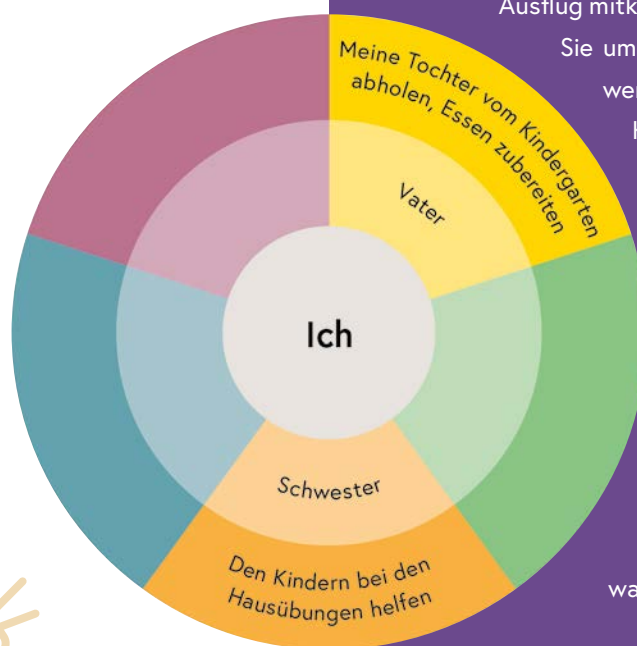 Ausflug mitk
Sie um
wer
Meine Tochter vom Kindergarten
abholen, Essen zubereiten
Vater
Ich
Schwester
Den Kindern bei den
Hausübungen helfen
wa